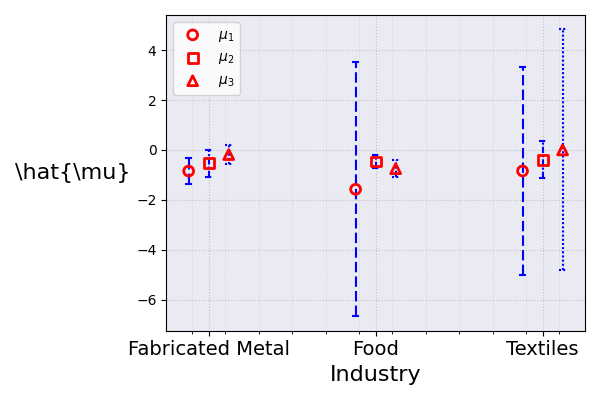 μ₁
μ₂
μ₃
4
2
0
−2
−4
−6
\hat{\mu}
Fabricated Metal Food Textiles
Industry